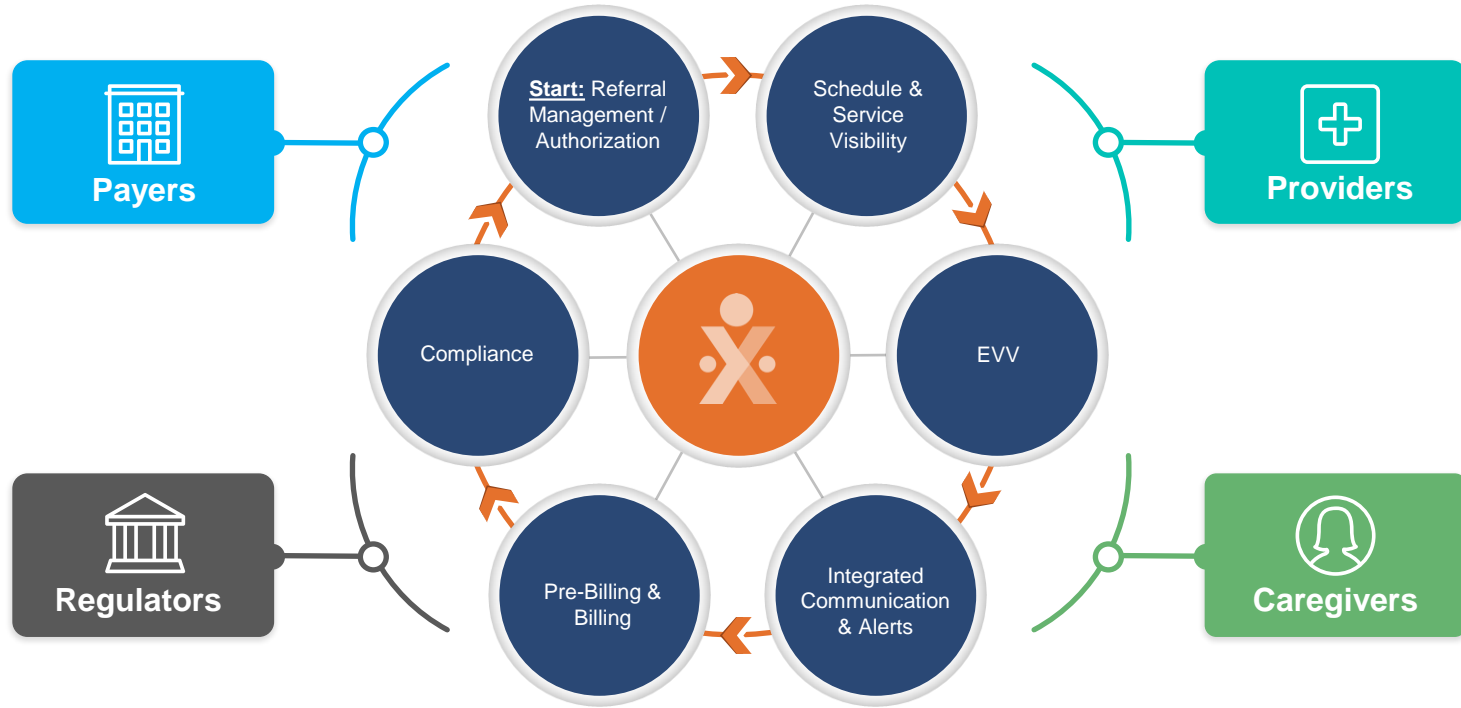 Start: Referral
Management /
Authorization
Schedule &
Service
Visibility
Payers
Providers
Compliance
EVV
Regulators
Pre-Billing &
Billing
Integrated
Communication
& Alerts
Caregivers